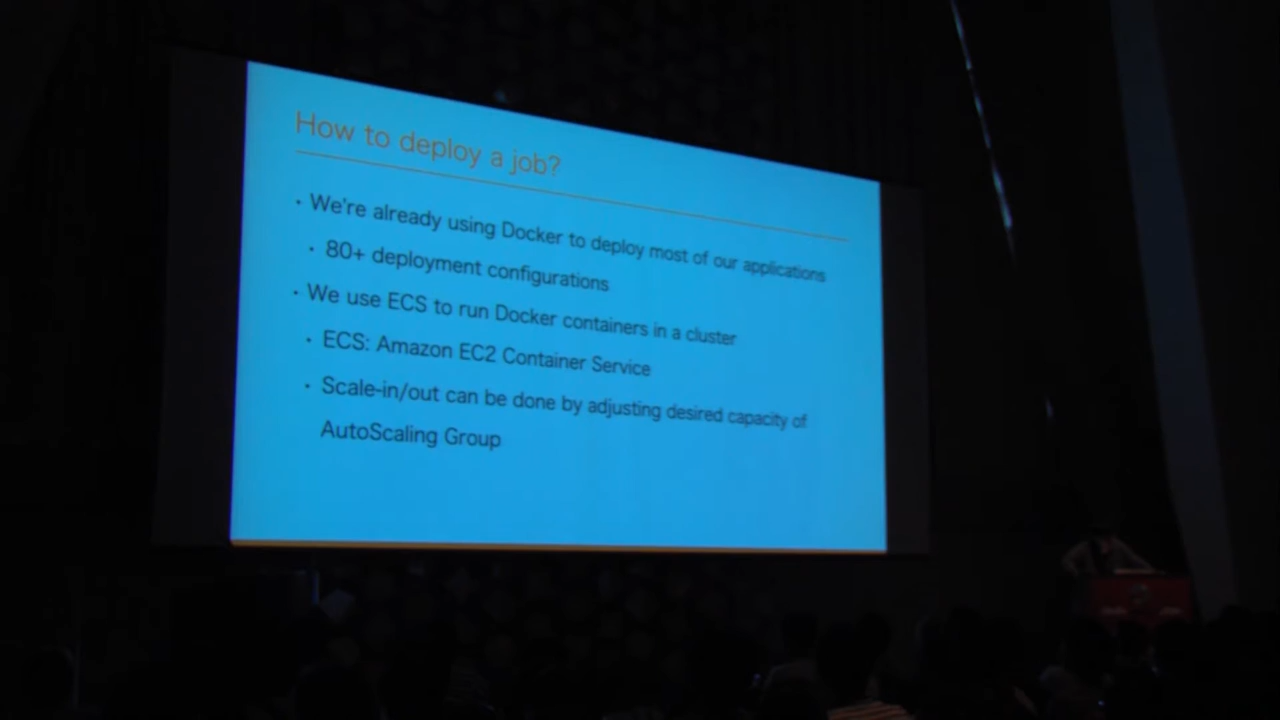 How to deploy a job?
· We're already using Docker to deploy most of our applications
· 80+ deployment configurations
· We use ECS to run Docker containers in a cluster
· ECS: Amazon EC2 Container Service
· Scale-in/out can be done by adjusting desired capacity of
AutoScaling Group